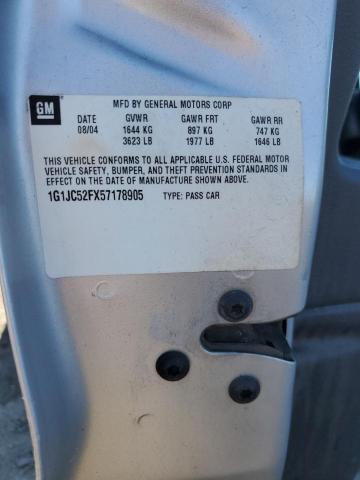 GM
MFD BY GENERAL MOTORS CORP
DATE GVWR GAWR FRT GAWR RR
08/04 1644 KG 897 KG 747 KG
3623 LB 1977 LB 1646 LB
THIS VEHICLE CONFORMS TO ALL APPLICABLE U.S. FEDERAL MOTOR
VEHICLE SAFETY, BUMPER, AND THEFT PREVENTION STANDARDS
IN EFFECT ON THE DATE OF MANUFACTURE SHOWN ABOVE.
1G1JC52FX57178905 TYPE: PASS CAR